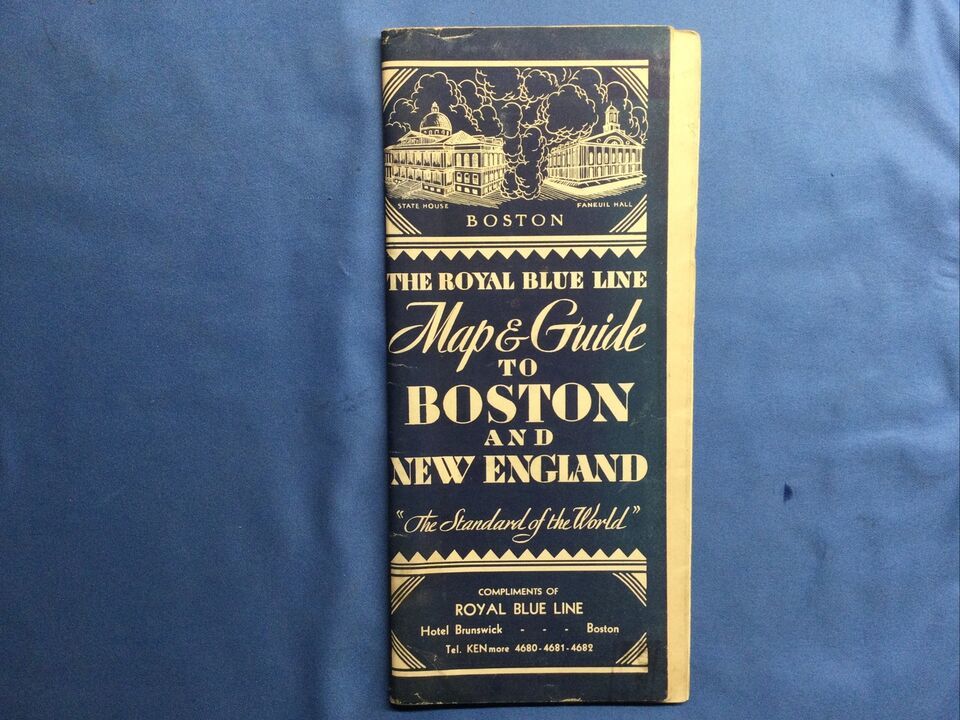 STATE HOUSE
FANEUIL HALL
BOSTON
THE ROYAL BLUE LINE
Map & Guide
TO
BOSTON
AND
NEW ENGLAND
"The Standard of the World"
COMPLIMENTS OF
ROYAL BLUE LINE
Hotel Brunswick - - - Boston
Tel. KENmore 4680-4681-4682